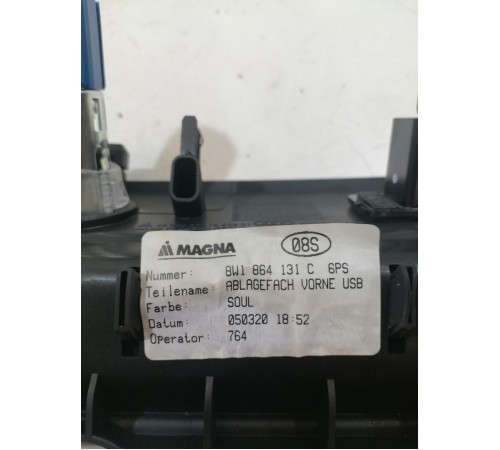 MAGNA 08S
Nummer: 8W1 864 131 C 6PS
Teilename: ABLAGEFACH VORNE USB
Farbe: SOUL
Datum: 050320 18:52
Operator: 764